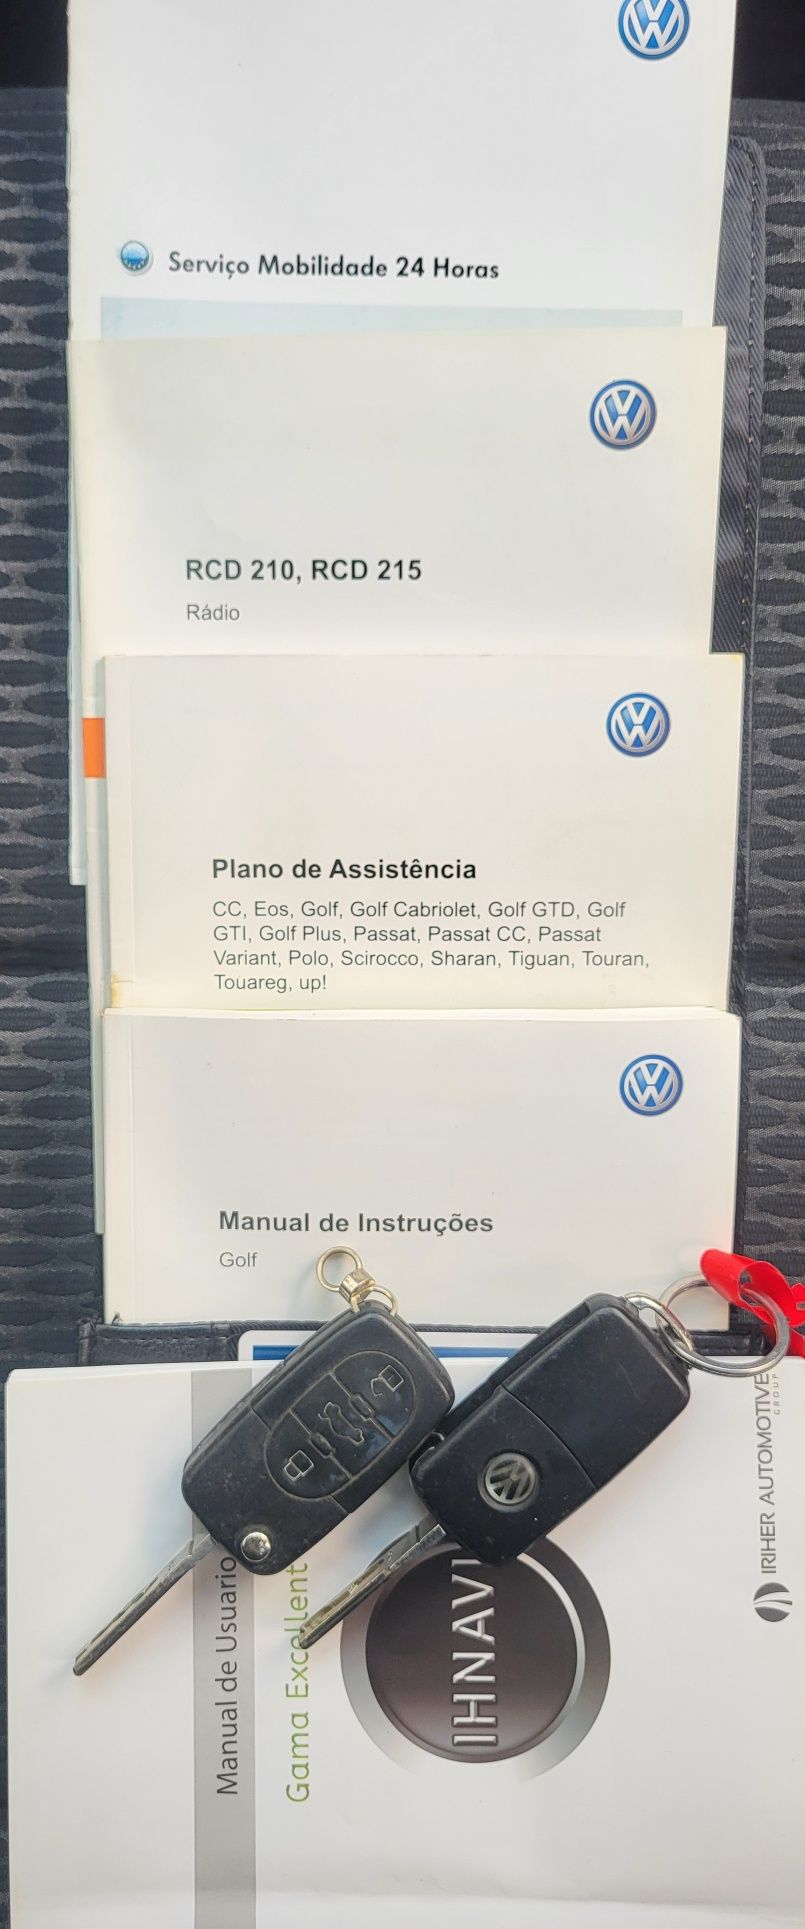 Serviço Mobilidade 24 Horas
RCD 210, RCD 215
Rádio
Plano de Assistência
CC, Eos, Golf, Golf Cabriolet, Golf GTD, Golf
GTI, Golf Plus, Passat, Passat CC, Passat
Variant, Polo, Scirocco, Sharan, Tiguan, Touran,
Touareg, up!
Manual de Instruções
Golf
Manual de Usuario
Gama Excellent
IHNAVI
IRIHER AUTOMOTIVE
GROUP